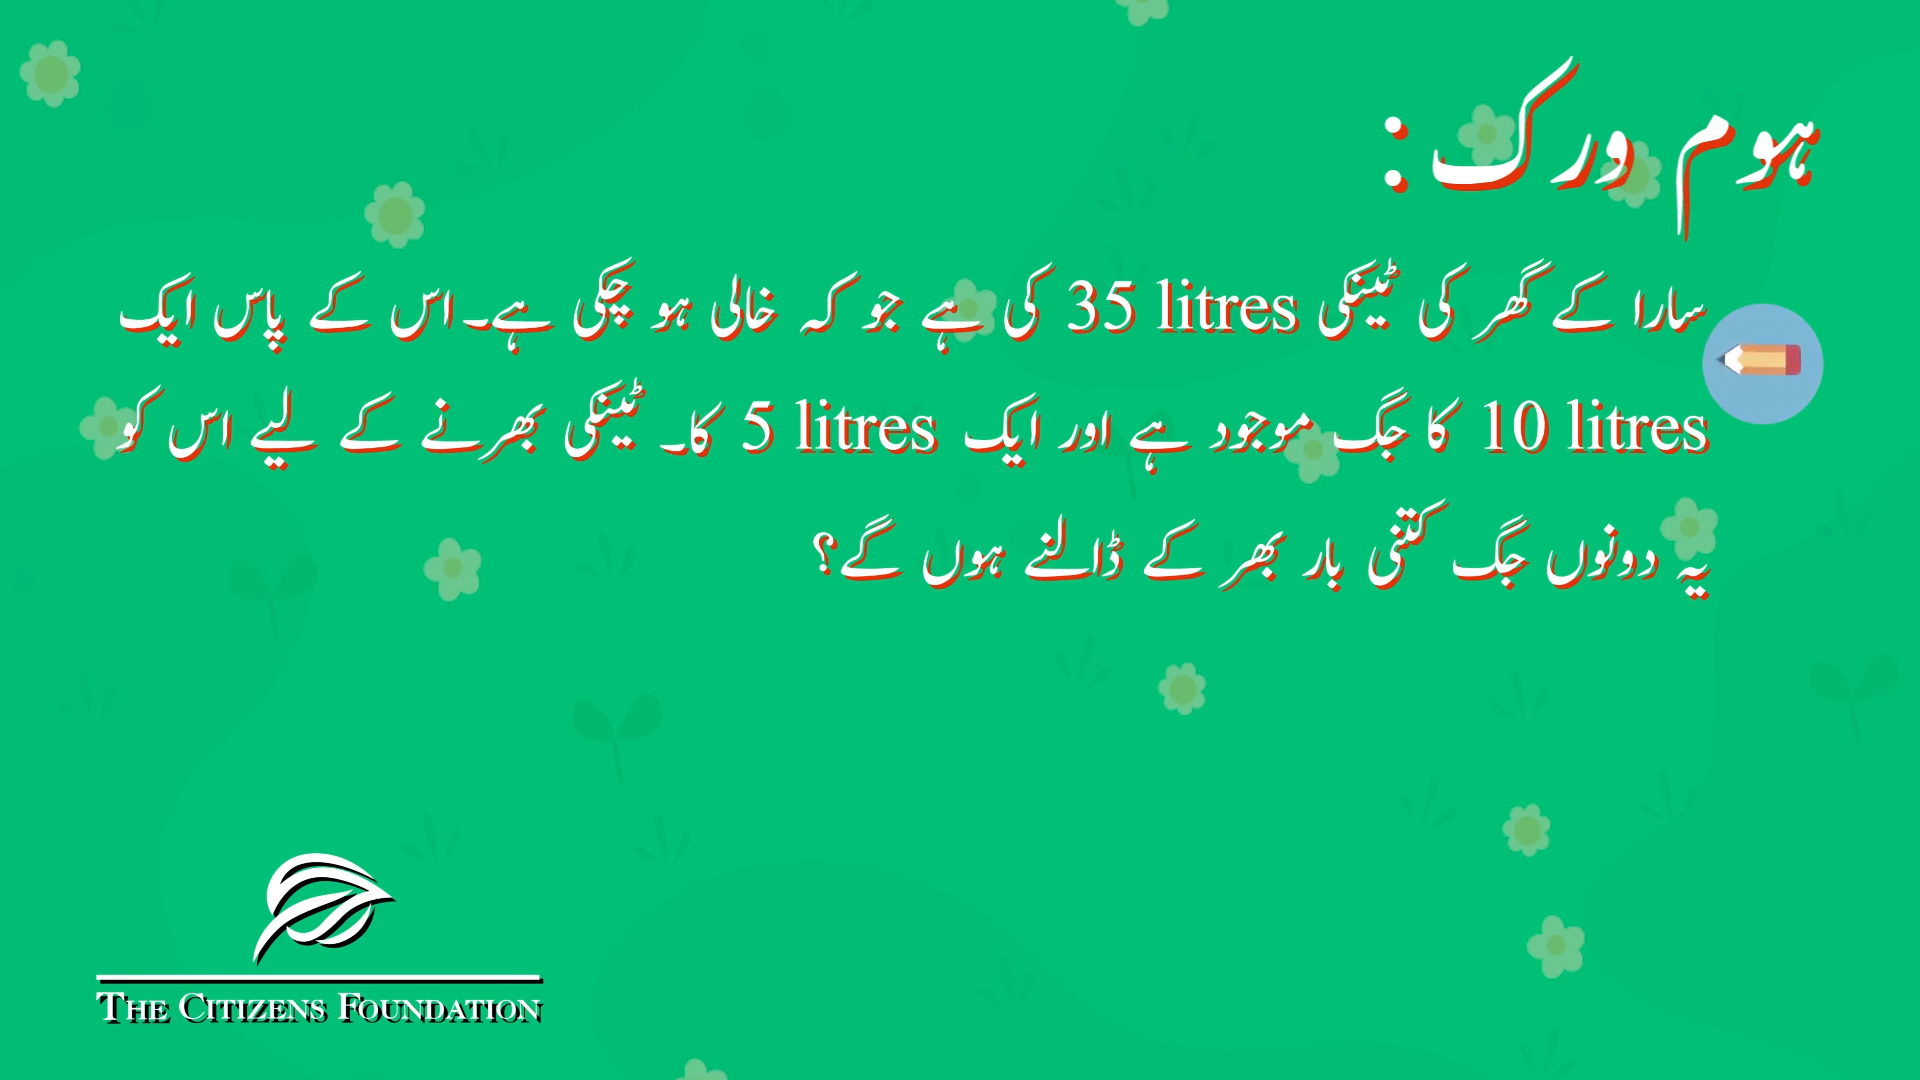 ہوم ورک :
سارا کے گھر کی ٹینکی 35 litres کی ہے جو کہ خالی ہو چکی ہے۔ اس کے پاس ایک
10 litres کا جگ موجود ہے اور ایک 5 litres کا۔ ٹینکی بھرنے کے لیے اس کو
یہ دونوں جگ کتنی بار بھر کے ڈالنے ہوں گے؟
THE CITIZENS FOUNDATION